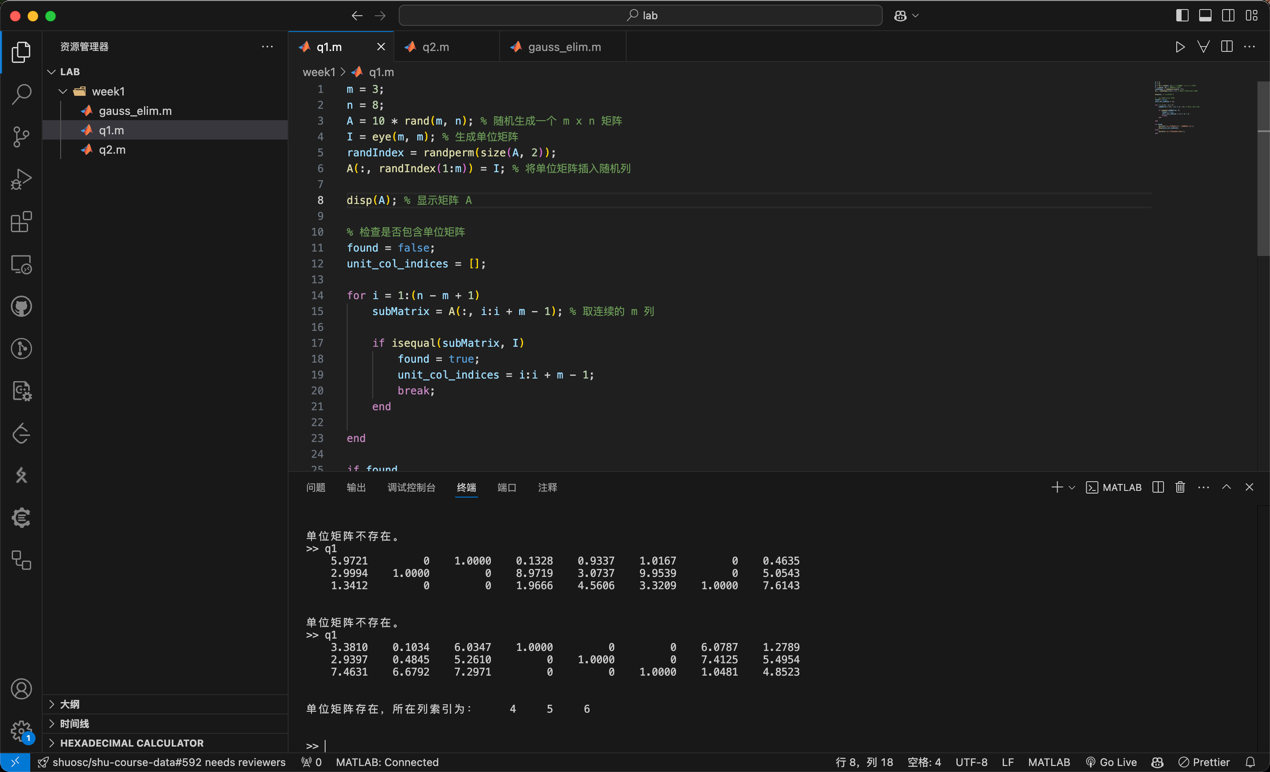 lab
资源管理器
LAB
week1
gauss_elim.m
q1.m
q2.m
大纲
时间线
HEXADECIMAL CALCULATOR
q1.m
q2.m
gauss_elim.m
week1 > q1.m
1 m = 3;
2 n = 8;
3 A = 10 * rand(m, n); % 随机生成一个 m x n 矩阵
4 I = eye(m, m); % 生成单位矩阵
5 randIndex = randperm(size(A, 2));
6 A(:, randIndex(1:m)) = I; % 将单位矩阵插入随机列
7
8 disp(A); % 显示矩阵 A
9
10 % 检查是否包含单位矩阵
11 found = false;
12 unit_col_indices = [];
13
14 for i = 1:(n - m + 1)
15 subMatrix = A(:, i:i + m - 1); % 取连续的 m 列
16
17 if isequal(subMatrix, I)
18 found = true;
19 unit_col_indices = i:i + m - 1;
20 break;
21 end
22
23 end
24
25 if found
问题 输出 调试控制台 终端 端口 注释
MATLAB
单位矩阵不存在。
>> q1
5.9721 0 1.0000 0.1328 0.9337 1.0167 0 0.4635
2.9994 1.0000 0 8.9719 3.0737 9.9539 0 5.0543
1.3412 0 0 1.9666 4.5606 3.3209 1.0000 7.6143
单位矩阵不存在。
>> q1
3.3810 0.1034 6.0347 1.0000 0 0 6.0787 1.2789
2.9397 0.4845 5.2610 0 1.0000 0 7.4125 5.4954
7.4631 6.6792 7.2971 0 0 1.0000 1.0481 4.8523
单位矩阵存在，所在列索引为： 4 5 6
>>
1
shuosc/shu-course-data#592 needs reviewers 0 MATLAB: Connected 行 8，列 18 空格: 4 UTF-8 LF MATLAB Go Live Prettier